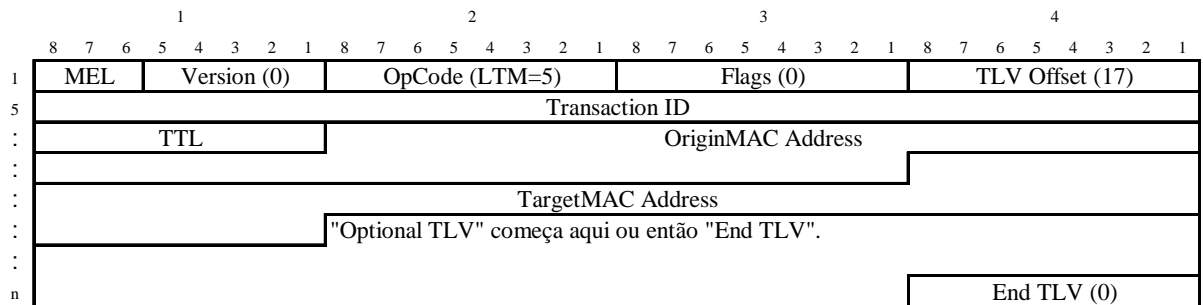 1 2 3 4
8 7 6 5 4 3 2 1 8 7 6 5 4 3 2 1 8 7 6 5 4 3 2 1 8 7 6 5 4 3 2 1
1 MEL Version (0) OpCode (LTM=5) Flags (0) TLV Offset (17)
5 Transaction ID
: TTL OriginMAC Address
:
: TargetMAC Address
: "Optional TLV" começa aqui ou então "End TLV".
:
n End TLV (0)